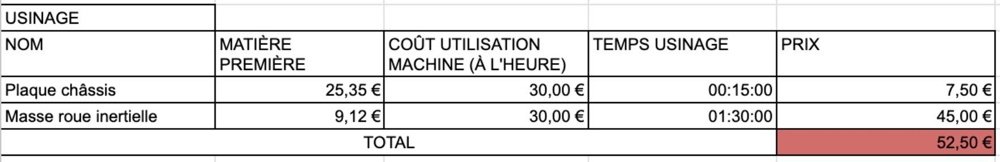 USINAGE
NOM MATIÈRE PREMIÈRE COÛT UTILISATION MACHINE (À L'HEURE) TEMPS USINAGE PRIX
Plaque châssis 25,35 € 30,00 € 00:15:00 7,50 €
Masse roue inertielle 9,12 € 30,00 € 01:30:00 45,00 €
TOTAL 52,50 €